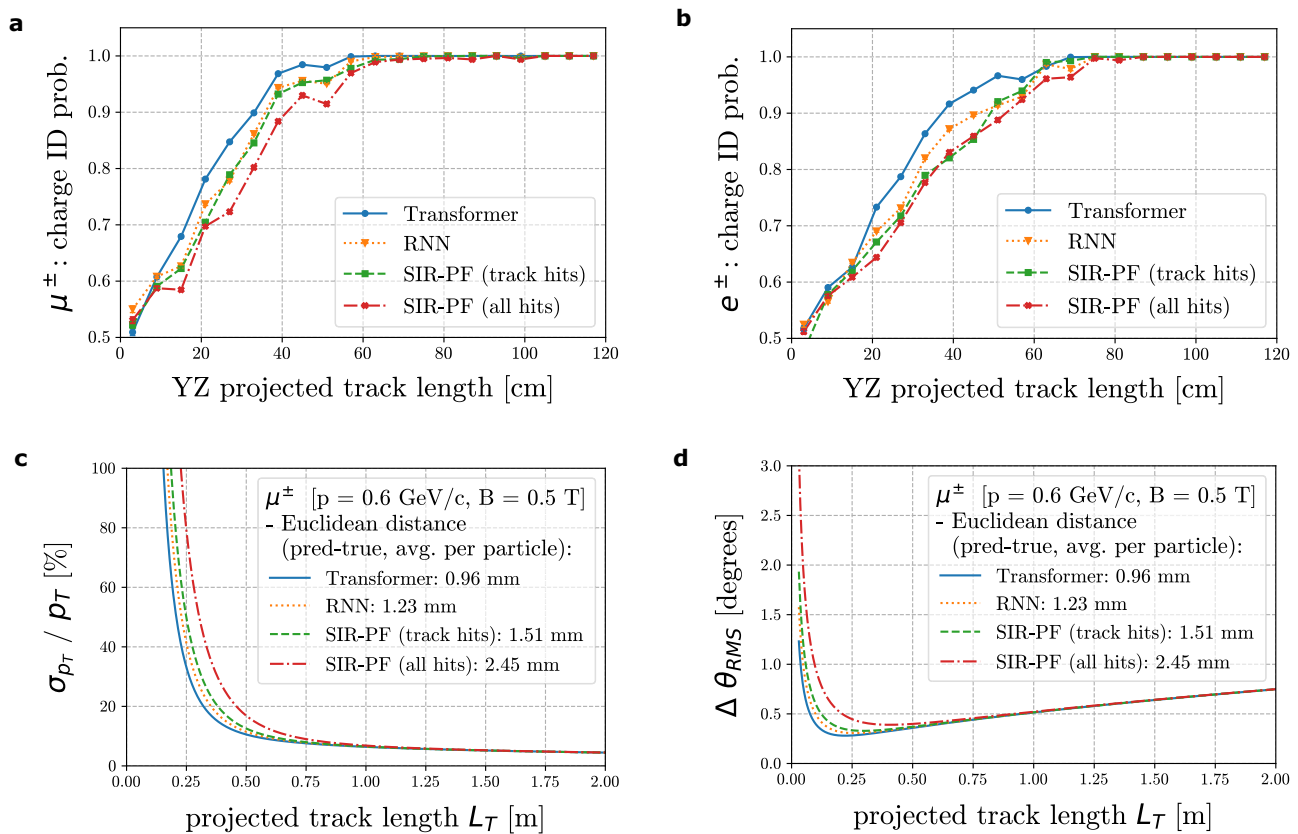 a
1.0
0.9
0.8
0.7
0.6
0.5
0 20 40 60 80 100 120
μ± : charge ID prob.
YZ projected track length [cm]
Transformer
RNN
SIR-PF (track hits)
SIR-PF (all hits)
b
1.0
0.9
0.8
0.7
0.6
0.5
0 20 40 60 80 100 120
e± : charge ID prob.
YZ projected track length [cm]
Transformer
RNN
SIR-PF (track hits)
SIR-PF (all hits)
c
100
80
60
40
20
0
0.00 0.25 0.50 0.75 1.00 1.25 1.50 1.75 2.00
σ_{p_T} / p_T [%]
projected track length L_T [m]
μ± [p = 0.6 GeV/c, B = 0.5 T]
- Euclidean distance
(pred-true, avg. per particle):
Transformer: 0.96 mm
RNN: 1.23 mm
SIR-PF (track hits): 1.51 mm
SIR-PF (all hits): 2.45 mm
d
3.0
2.5
2.0
1.5
1.0
0.5
0.0
0.00 0.25 0.50 0.75 1.00 1.25 1.50 1.75 2.00
Δ θ_{RMS} [degrees]
projected track length L_T [m]
μ± [p = 0.6 GeV/c, B = 0.5 T]
- Euclidean distance
(pred-true, avg. per particle):
Transformer: 0.96 mm
RNN: 1.23 mm
SIR-PF (track hits): 1.51 mm
SIR-PF (all hits): 2.45 mm